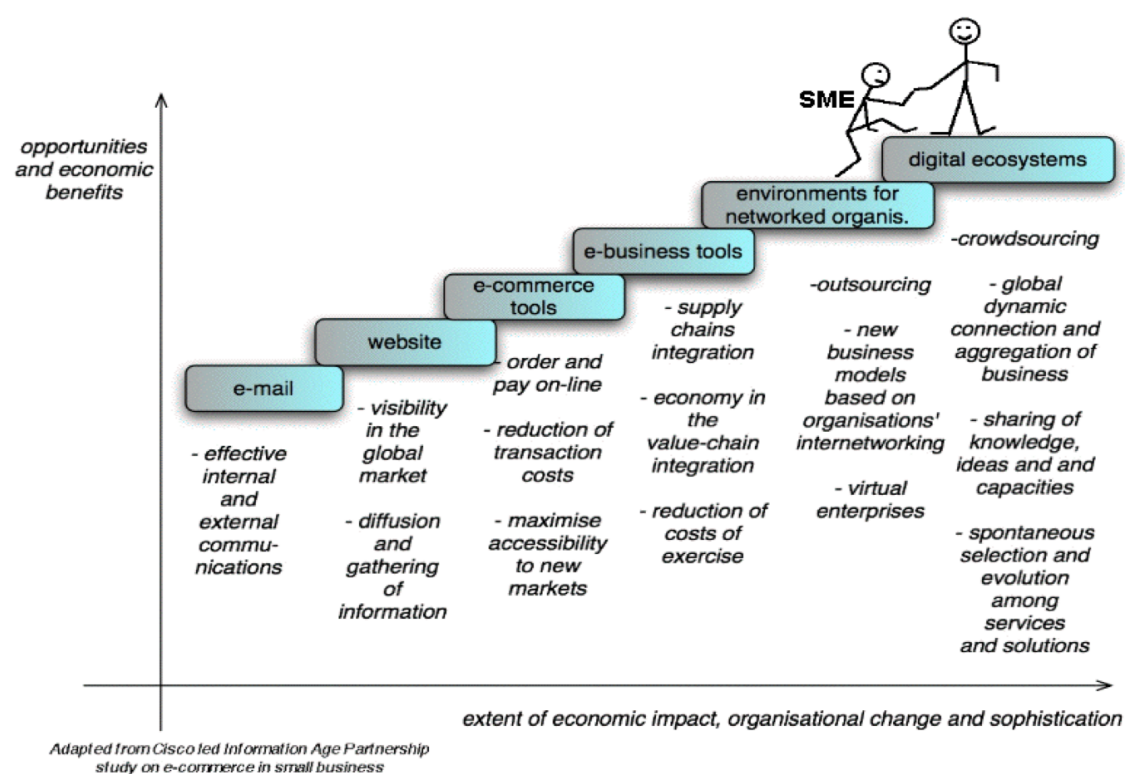 SME
opportunities
and economic
benefits
digital ecosystems
environments for
networked organis.
e-business tools
e-commerce
tools
website
e-mail
- effective
internal
and
external
commu-
nications
- visibility
in the
global
market
- diffusion
and
gathering
of
information
- order and
pay on-line
- reduction of
transaction
costs
- maximise
accessibility
to new
markets
- supply
chains
integration
- economy in
the
value-chain
integration
- reduction of
costs of
exercise
-outsourcing
- new
business
models
based on
organisations'
internetworking
- virtual
enterprises
-crowdsourcing
- global
dynamic
connection and
aggregation of
business
- sharing of
knowledge,
ideas and and
capacities
- spontaneous
selection and
evolution
among
services
and solutions
extent of economic impact, organisational change and sophistication
Adapted from Cisco led Information Age Partnership
study on e-commerce in small business